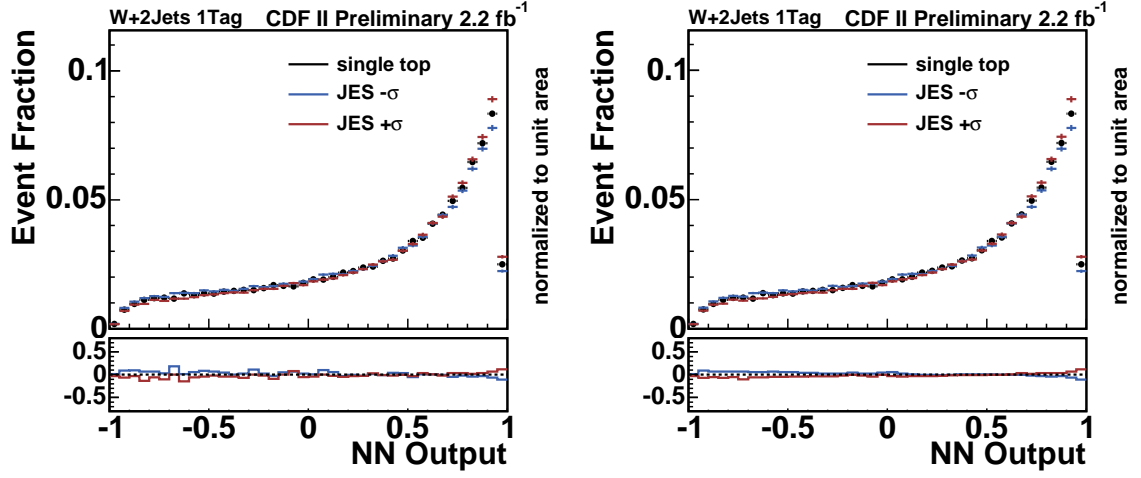 W+2Jets 1Tag CDF II Preliminary 2.2 fb⁻¹
Event Fraction
0.1
0.05
0
single top
JES -σ
JES +σ
normalized to unit area
0.5
0
-0.5
-1 -0.5 0 0.5 1
NN Output
W+2Jets 1Tag CDF II Preliminary 2.2 fb⁻¹
Event Fraction
0.1
0.05
0
single top
JES -σ
JES +σ
normalized to unit area
0.5
0
-0.5
-1 -0.5 0 0.5 1
NN Output